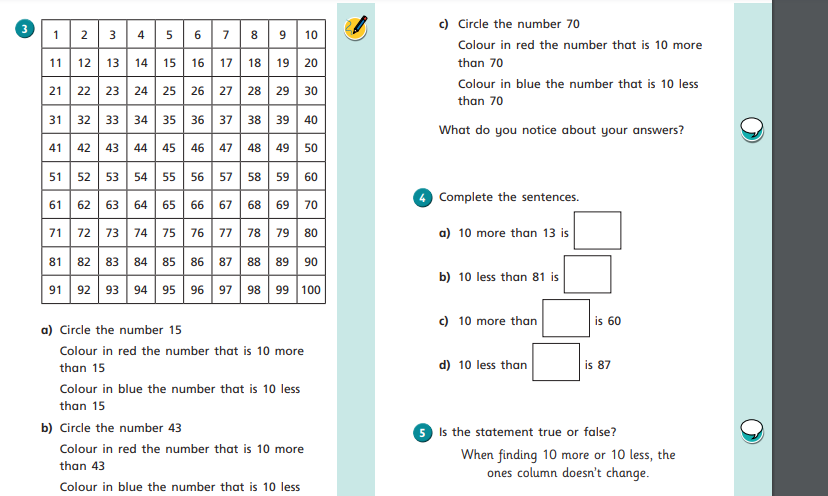 3
1 2 3 4 5 6 7 8 9 10
11 12 13 14 15 16 17 18 19 20
21 22 23 24 25 26 27 28 29 30
31 32 33 34 35 36 37 38 39 40
41 42 43 44 45 46 47 48 49 50
51 52 53 54 55 56 57 58 59 60
61 62 63 64 65 66 67 68 69 70
71 72 73 74 75 76 77 78 79 80
81 82 83 84 85 86 87 88 89 90
91 92 93 94 95 96 97 98 99 100
a) Circle the number 15
Colour in red the number that is 10 more
than 15
Colour in blue the number that is 10 less
than 15
b) Circle the number 43
Colour in red the number that is 10 more
than 43
Colour in blue the number that is 10 less
c) Circle the number 70
Colour in red the number that is 10 more
than 70
Colour in blue the number that is 10 less
than 70
What do you notice about your answers?
4 Complete the sentences.
a) 10 more than 13 is
b) 10 less than 81 is
c) 10 more than is 60
d) 10 less than is 87
5 Is the statement true or false?
When finding 10 more or 10 less, the
ones column doesn't change.